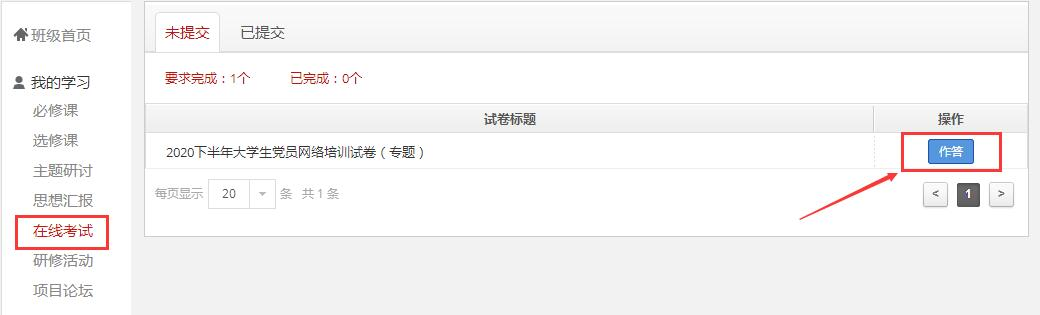 班级首页
我的学习
必修课
选修课
主题研讨
思想汇报
在线考试
研修活动
项目论坛
未提交 已提交
要求完成：1个 已完成：0个
试卷标题 操作
2020下半年大学生党员网络培训试卷（专题） 作答
每页显示 20 条 共 1 条 < 1 >